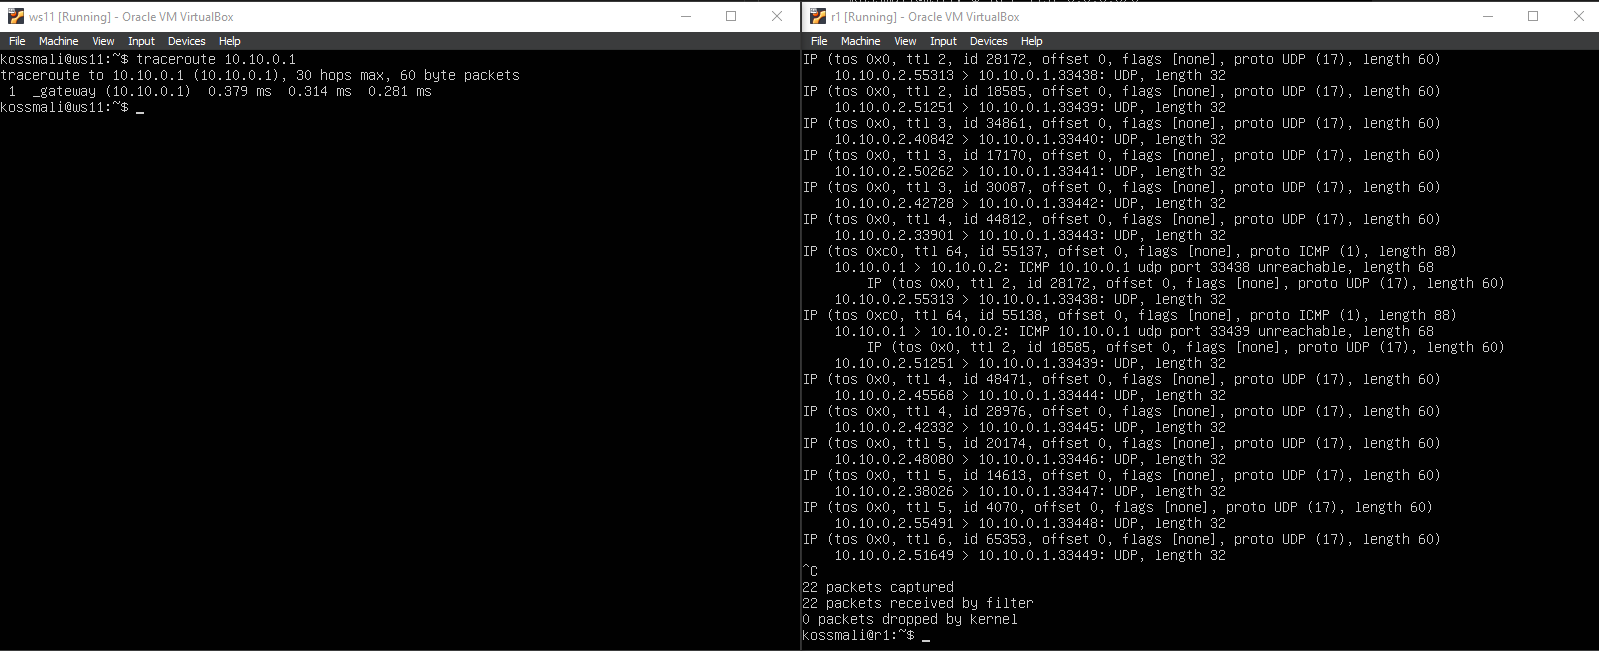 ws11 [Running] - Oracle VM VirtualBox
File Machine View Input Devices Help
kossmali@ws11:~$ traceroute 10.10.0.1
traceroute to 10.10.0.1 (10.10.0.1), 30 hops max, 60 byte packets
 1  _gateway (10.10.0.1)  0.379 ms  0.314 ms  0.281 ms
kossmali@ws11:~$ _
r1 [Running] - Oracle VM VirtualBox
File Machine View Input Devices Help
IP (tos 0x0, ttl 2, id 28172, offset 0, flags [none], proto UDP (17), length 60)
    10.10.0.2.55313 > 10.10.0.1.33438: UDP, length 32
IP (tos 0x0, ttl 2, id 18585, offset 0, flags [none], proto UDP (17), length 60)
    10.10.0.2.51251 > 10.10.0.1.33439: UDP, length 32
IP (tos 0x0, ttl 3, id 34861, offset 0, flags [none], proto UDP (17), length 60)
    10.10.0.2.40842 > 10.10.0.1.33440: UDP, length 32
IP (tos 0x0, ttl 3, id 17170, offset 0, flags [none], proto UDP (17), length 60)
    10.10.0.2.50262 > 10.10.0.1.33441: UDP, length 32
IP (tos 0x0, ttl 3, id 30087, offset 0, flags [none], proto UDP (17), length 60)
    10.10.0.2.42728 > 10.10.0.1.33442: UDP, length 32
IP (tos 0x0, ttl 4, id 44812, offset 0, flags [none], proto UDP (17), length 60)
    10.10.0.2.33901 > 10.10.0.1.33443: UDP, length 32
IP (tos 0xc0, ttl 64, id 55137, offset 0, flags [none], proto ICMP (1), length 88)
    10.10.0.1 > 10.10.0.2: ICMP 10.10.0.1 udp port 33438 unreachable, length 68
        IP (tos 0x0, ttl 2, id 28172, offset 0, flags [none], proto UDP (17), length 60)
    10.10.0.2.55313 > 10.10.0.1.33438: UDP, length 32
IP (tos 0xc0, ttl 64, id 55138, offset 0, flags [none], proto ICMP (1), length 88)
    10.10.0.1 > 10.10.0.2: ICMP 10.10.0.1 udp port 33439 unreachable, length 68
        IP (tos 0x0, ttl 2, id 18585, offset 0, flags [none], proto UDP (17), length 60)
    10.10.0.2.51251 > 10.10.0.1.33439: UDP, length 32
IP (tos 0x0, ttl 4, id 48471, offset 0, flags [none], proto UDP (17), length 60)
    10.10.0.2.45568 > 10.10.0.1.33444: UDP, length 32
IP (tos 0x0, ttl 4, id 28976, offset 0, flags [none], proto UDP (17), length 60)
    10.10.0.2.42332 > 10.10.0.1.33445: UDP, length 32
IP (tos 0x0, ttl 5, id 20174, offset 0, flags [none], proto UDP (17), length 60)
    10.10.0.2.48080 > 10.10.0.1.33446: UDP, length 32
IP (tos 0x0, ttl 5, id 14613, offset 0, flags [none], proto UDP (17), length 60)
    10.10.0.2.38026 > 10.10.0.1.33447: UDP, length 32
IP (tos 0x0, ttl 5, id 4070, offset 0, flags [none], proto UDP (17), length 60)
    10.10.0.2.55491 > 10.10.0.1.33448: UDP, length 32
IP (tos 0x0, ttl 6, id 65353, offset 0, flags [none], proto UDP (17), length 60)
    10.10.0.2.51649 > 10.10.0.1.33449: UDP, length 32
^C
22 packets captured
22 packets received by filter
0 packets dropped by kernel
kossmali@r1:~$ _